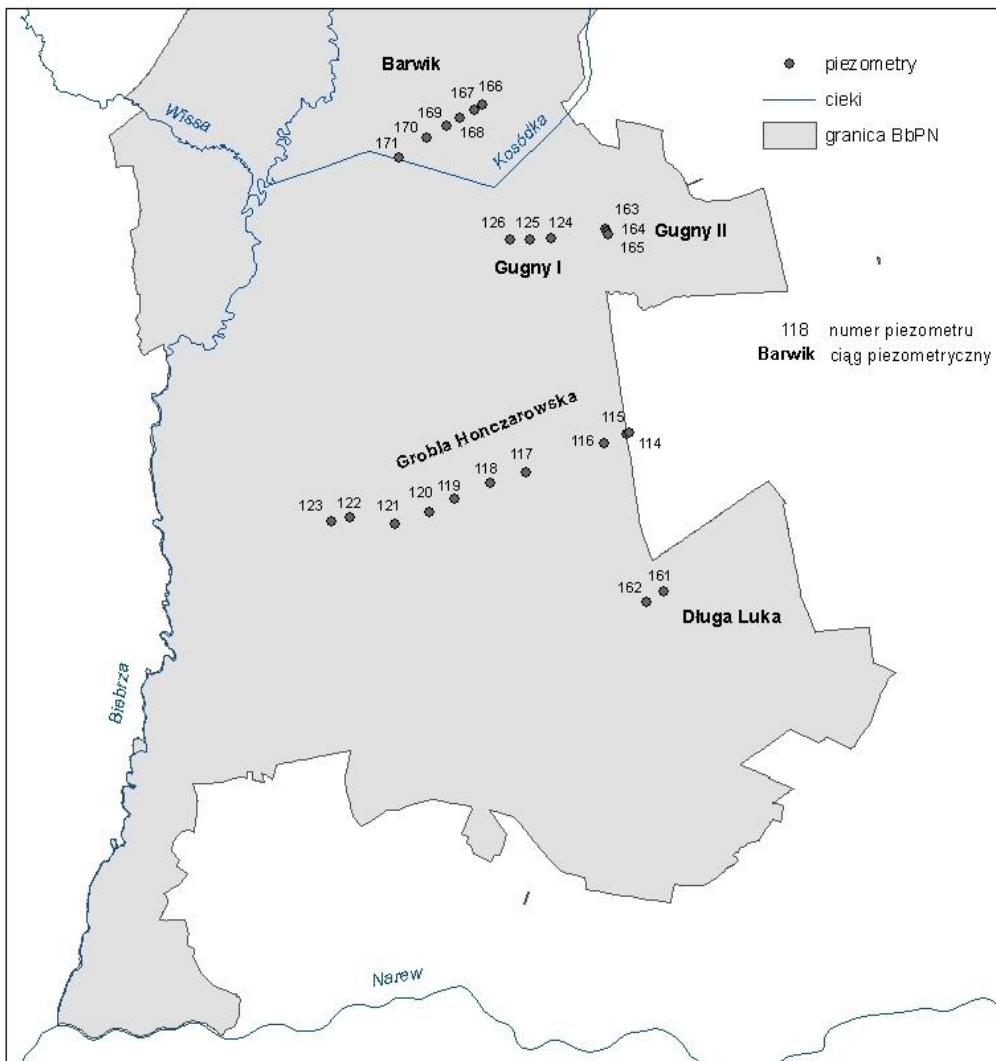 Barwik
piezometry
cieki
granica BbPN
Wissa
166
167
169
168
170
171
Kosódka
163
126 125 124
164
Gugny II
165
Gugny I
118 numer piezometru
Barwik ciąg piezometryczny
Grobla Honczarowska
115
116
114
117
118
119
120
123 122
121
161
162
Długa Luka
Biebrza
Narew